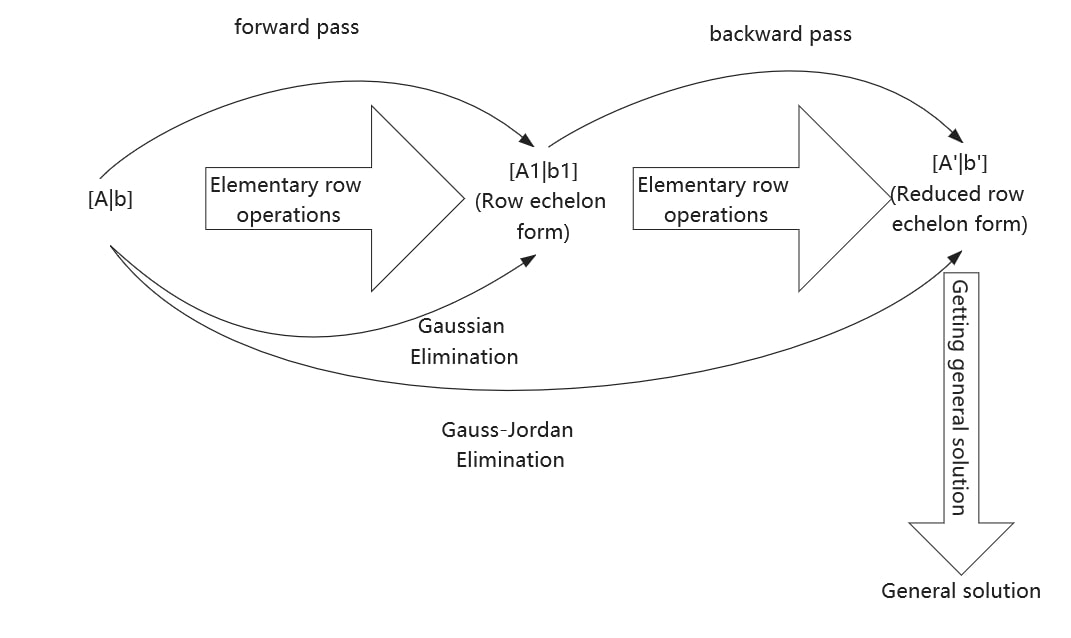 forward pass
backward pass
[A|b]
Elementary row
operations
[A1|b1]
(Row echelon
form)
Elementary row
operations
[A'|b']
(Reduced row
echelon form)
Gaussian
Elimination
Gauss-Jordan
Elimination
Getting general solution
General solution